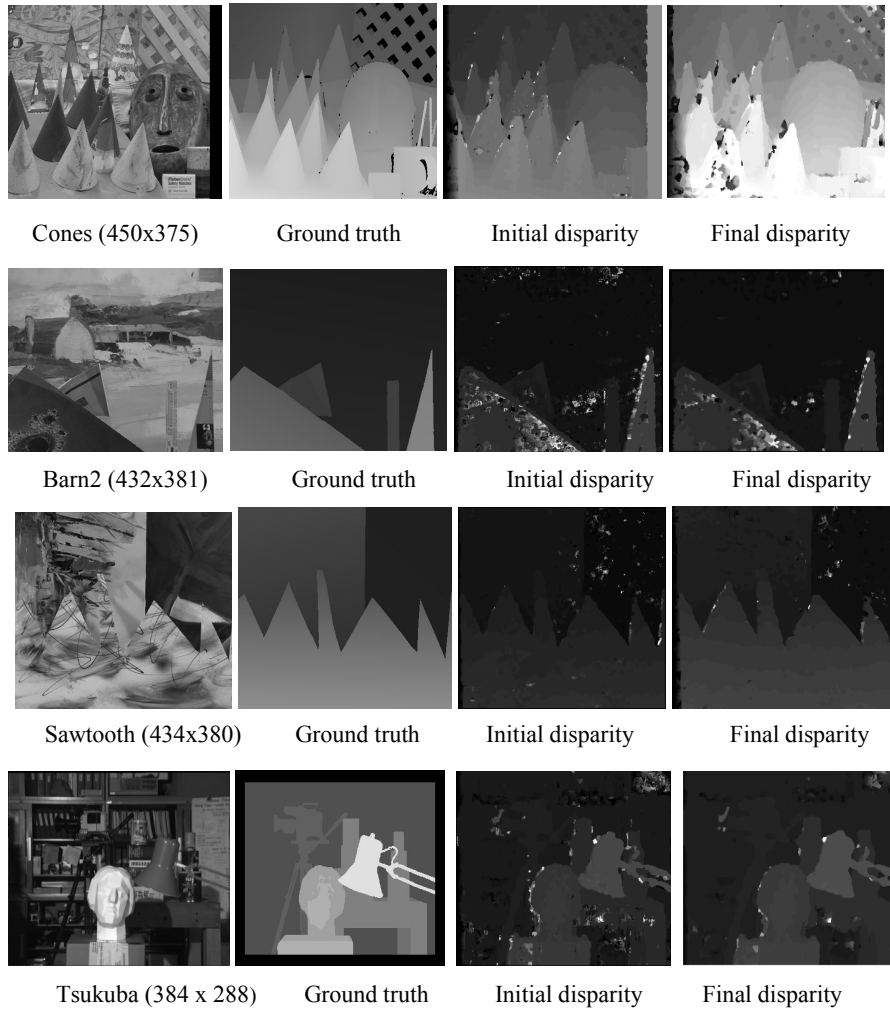 Cones (450x375) Ground truth Initial disparity Final disparity
Barn2 (432x381) Ground truth Initial disparity Final disparity
Sawtooth (434x380) Ground truth Initial disparity Final disparity
Tsukuba (384 x 288) Ground truth Initial disparity Final disparity